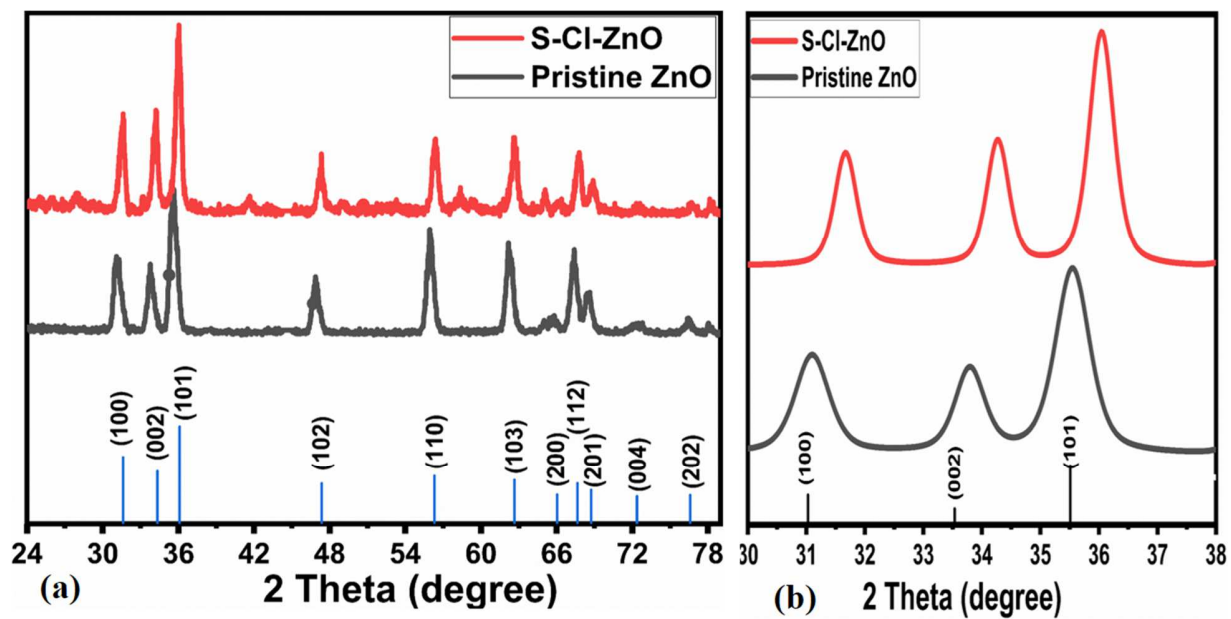 S-Cl-ZnO
Pristine ZnO
(100)
(002)
(101)
(102)
(110)
(103)
(200)
(112)
(201)
(004)
(202)
24 30 36 42 48 54 60 66 72 78
2 Theta (degree)
(a)
S-Cl-ZnO
Pristine ZnO
(100)
(002)
(101)
30 31 32 33 34 35 36 37 38
2 Theta (degree)
(b)